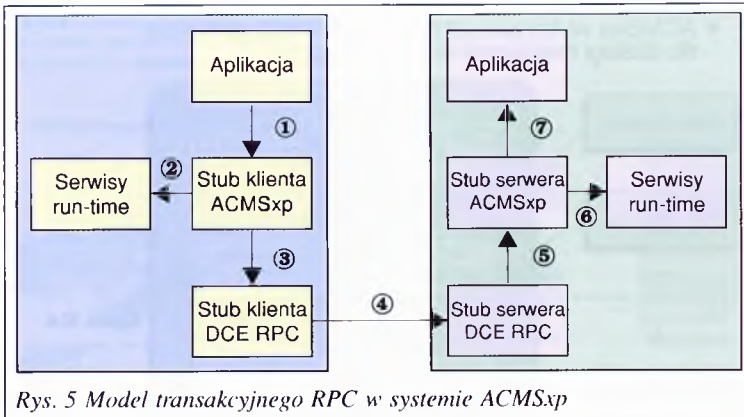 Aplikacja
①
②
Serwisy
run-time
Stub klienta
ACMSxp
③
Stub klienta
DCE RPC
④
Aplikacja
⑦
Stub serwera
ACMSxp
⑥
Serwisy
run-time
⑤
Stub serwera
DCE RPC
Rys. 5 Model transakcyjnego RPC w systemie ACMSxp